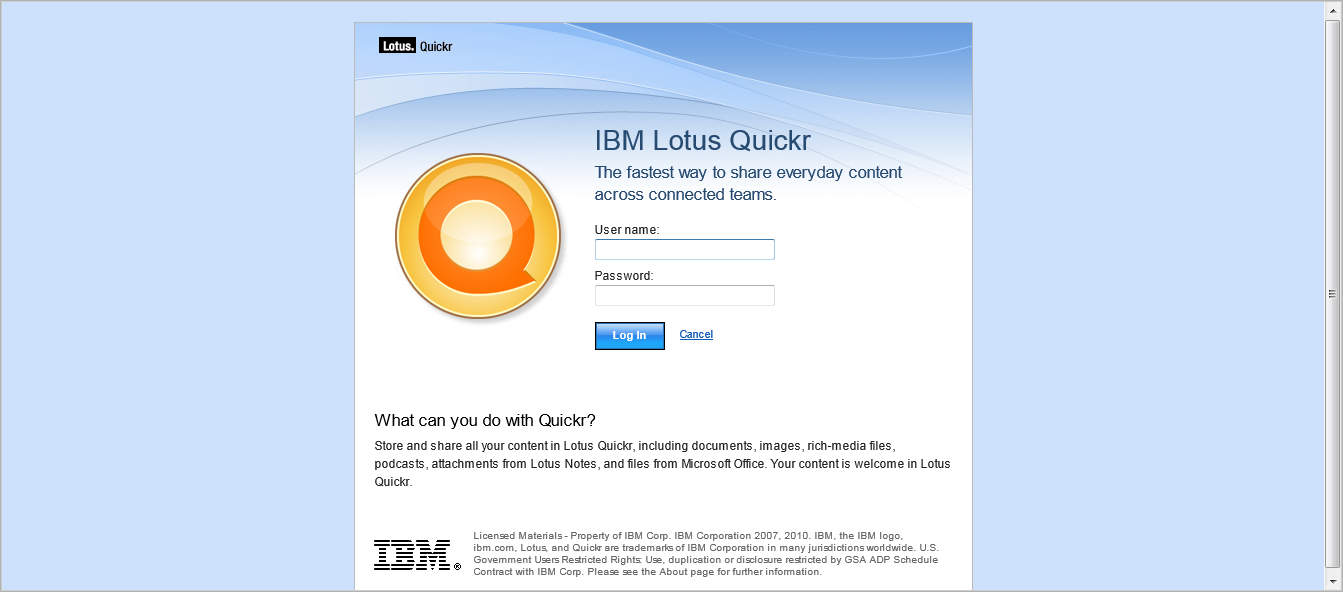 Lotus. Quickr
IBM Lotus Quickr
The fastest way to share everyday content
across connected teams.
User name:
Password:
Log In Cancel
What can you do with Quickr?
Store and share all your content in Lotus Quickr, including documents, images, rich-media files,
podcasts, attachments from Lotus Notes, and files from Microsoft Office. Your content is welcome in Lotus
Quickr.
IBM®
Licensed Materials - Property of IBM Corp. IBM Corporation 2007, 2010. IBM, the IBM logo,
ibm.com, Lotus, and Quickr are trademarks of IBM Corporation in many jurisdictions worldwide. U.S.
Government Users Restricted Rights: Use, duplication or disclosure restricted by GSA ADP Schedule
Contract with IBM Corp. Please see the About page for further information.